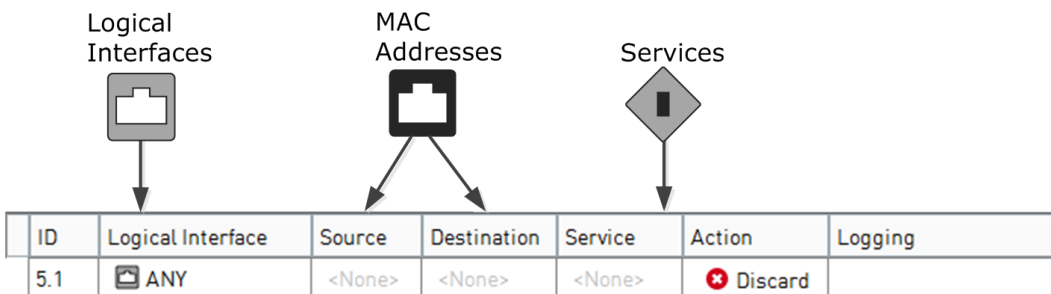 Logical
Interfaces
MAC
Addresses
Services
ID Logical Interface Source Destination Service Action Logging
5.1 ANY <None> <None> <None> Discard